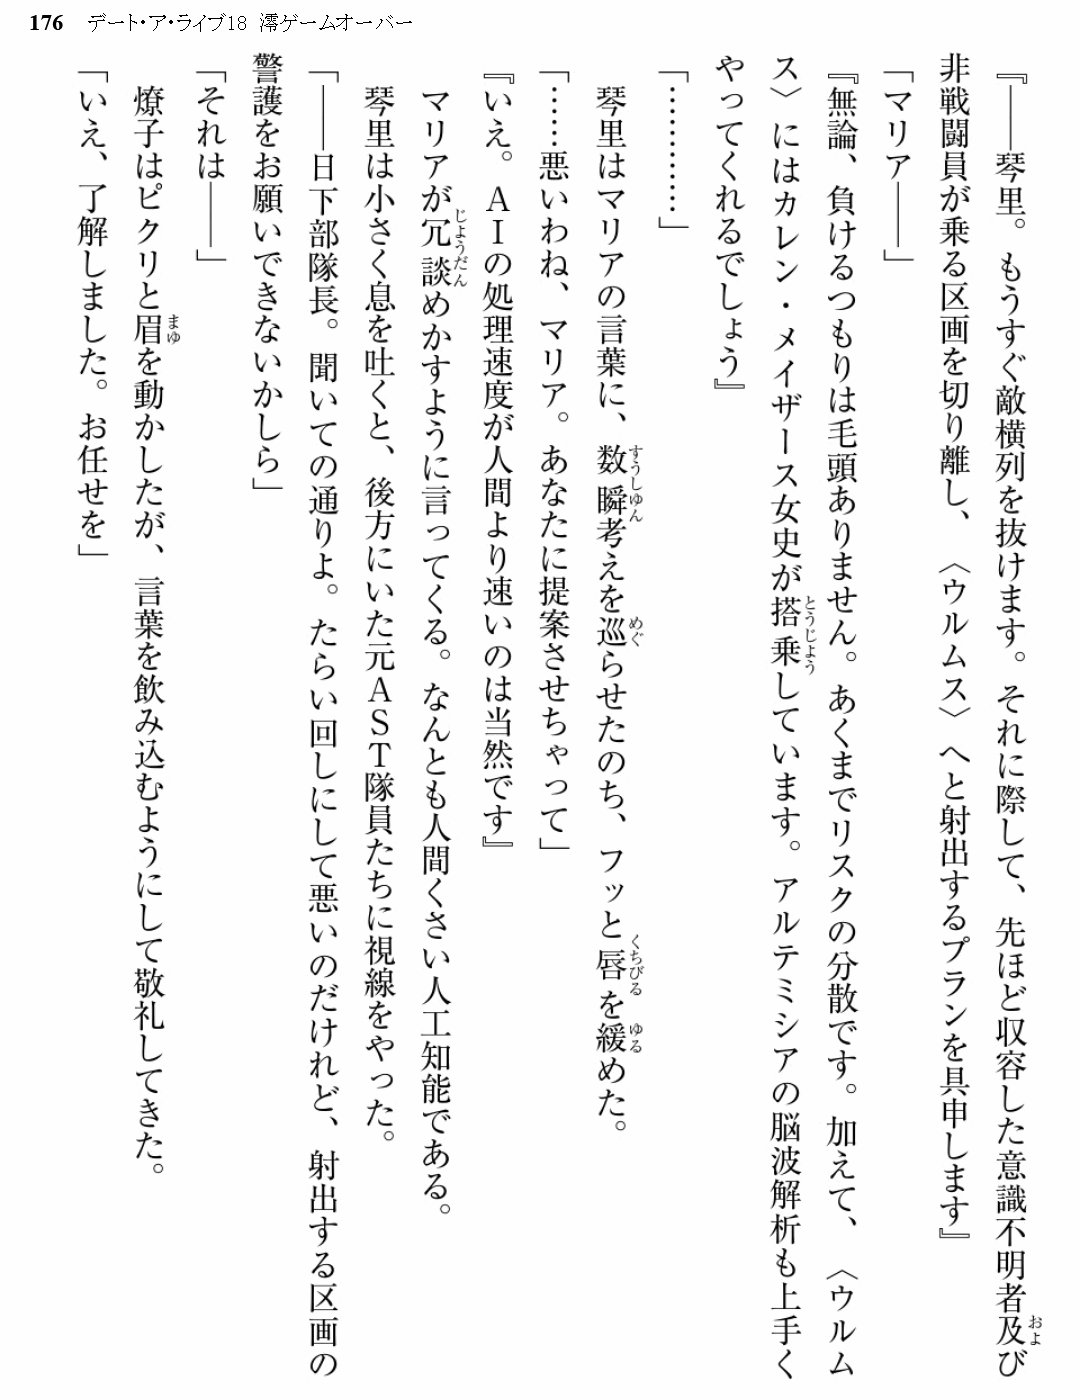 176 デート・ア・ライブ18 澪ゲームオーバー
『――琴里。もうすぐ敵横列を抜けます。それに際して、先ほど収容した意識不明者及び
非戦闘員が乗る区画を切り離し、〈ウルムス〉へと射出するプランを具申します』
「マリア――」
『無論、負けるつもりは毛頭ありません。あくまでリスクの分散です。加えて、〈ウルム
ス〉にはカレン・メイザース女史が搭乗しています。アルテミシアの脳波解析も上手く
やってくれるでしょう』
「…………」
琴里はマリアの言葉に、数瞬考えを巡らせたのち、フッと唇を緩めた。
「……悪いわね、マリア。あなたに提案させちゃって」
『いえ。AIの処理速度が人間より速いのは当然です』
マリアが冗談めかすように言ってくる。なんとも人間くさい人工知能である。
琴里は小さく息を吐くと、後方にいた元AST隊員たちに視線をやった。
「――日下部隊長。聞いての通りよ。たらい回しにして悪いのだけれど、射出する区画の
警護をお願いできないかしら」
「それは――」
燎子はピクリと眉を動かしたが、言葉を飲み込むようにして敬礼してきた。
「いえ、了解しました。お任せを」